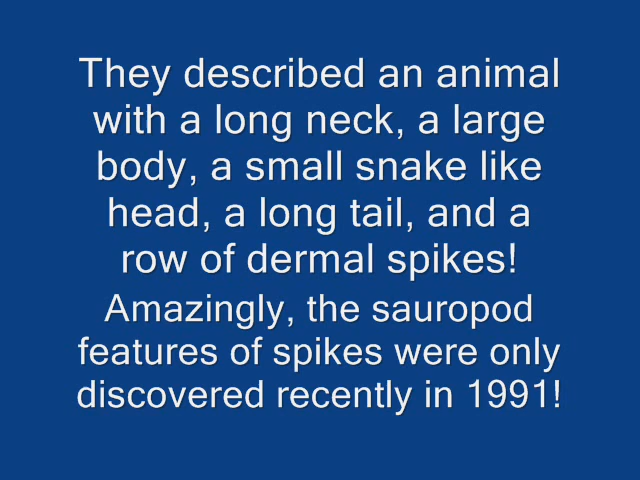 They described an animal
with a long neck, a large
body, a small snake like
head, a long tail, and a
row of dermal spikes!
Amazingly, the sauropod
features of spikes were only
discovered recently in 1991!